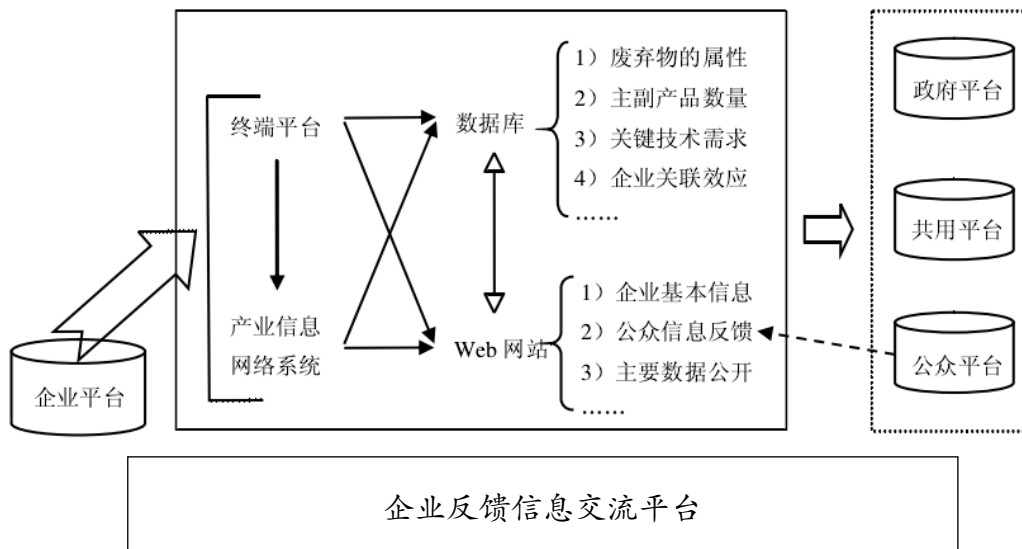 终端平台
产业信息
网络系统
企业平台
数据库
1）废弃物的属性
2）主副产品数量
3）关键技术需求
4）企业关联效应
……
Web 网站
1）企业基本信息
2）公众信息反馈
3）主要数据公开
……
政府平台
共用平台
公众平台
企业反馈信息交流平台